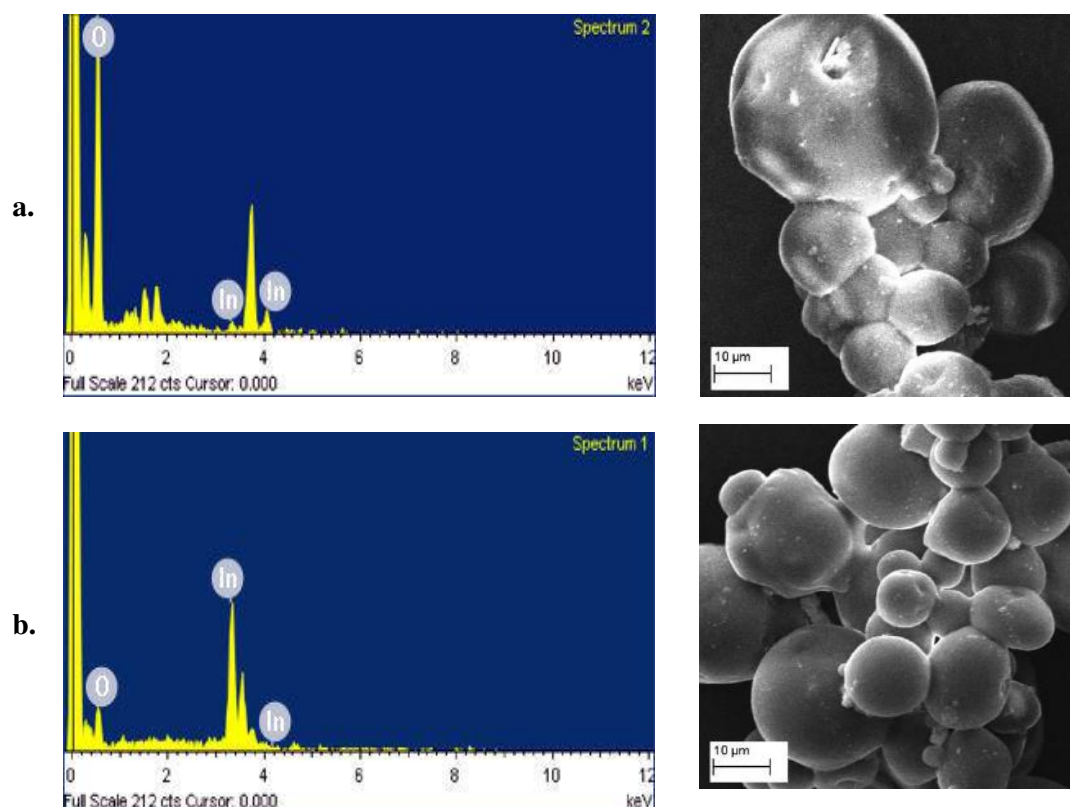 a.
Spectrum 2
O
In
In
0 2 4 6 8 10 12
Full Scale 212 cts Cursor: 0.000 keV
10 µm
b.
Spectrum 1
In
O
In
0 2 4 6 8 10 12
Full Scale 212 cts Cursor: 0.000 keV
10 µm